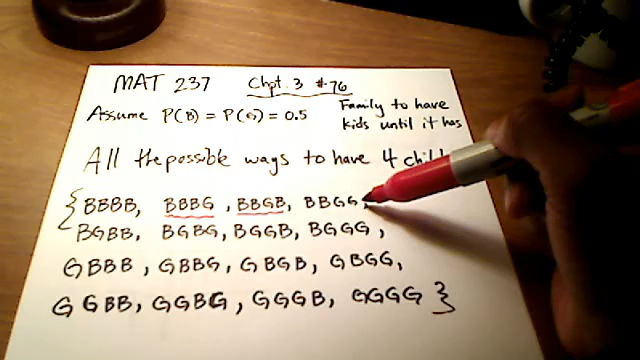 MAT 237 Chpt. 3 #76
Assume P(B) = P(G) = 0.5
Family to have
kids until it has
All the possible ways to have 4
{BBBB, BBBG, BBGB, BBGG,
BGBB, BGBG, BGGB, BGGG,
GBBB, GBBG, GBGB, GBGG,
GGBB, GGBG, GGGB, GGGG}